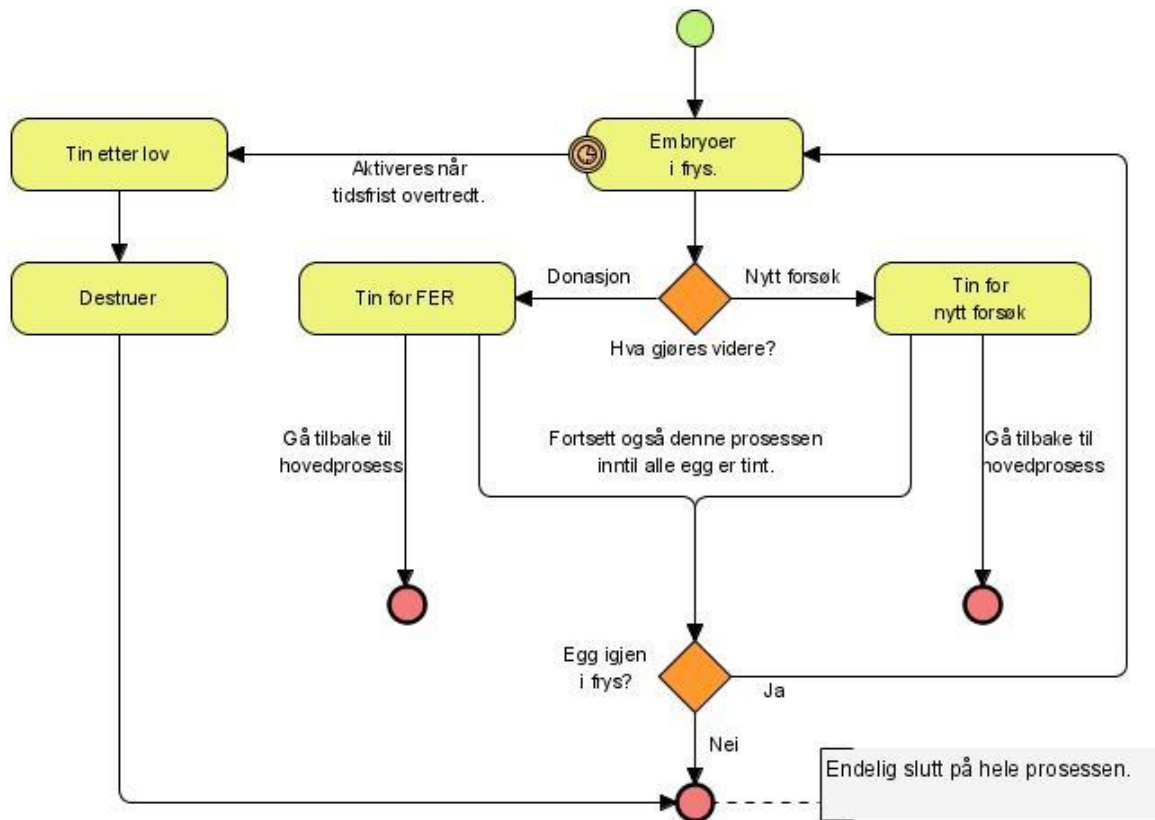 Tin etter lov
Embryoer
i frys.
Aktiveres når
tidsfrist overtredt.
Destruer
Tin for FER
Donasjon
Nytt forsøk
Tin for
nytt forsøk
Hva gjøres videre?
Gå tilbake til
hovedprosess
Fortsett også denne prosessen
inntil alle egg er tint.
Gå tilbake til
hovedprosess
Egg igjen
i frys?
Ja
Nei
Endelig slutt på hele prosessen.